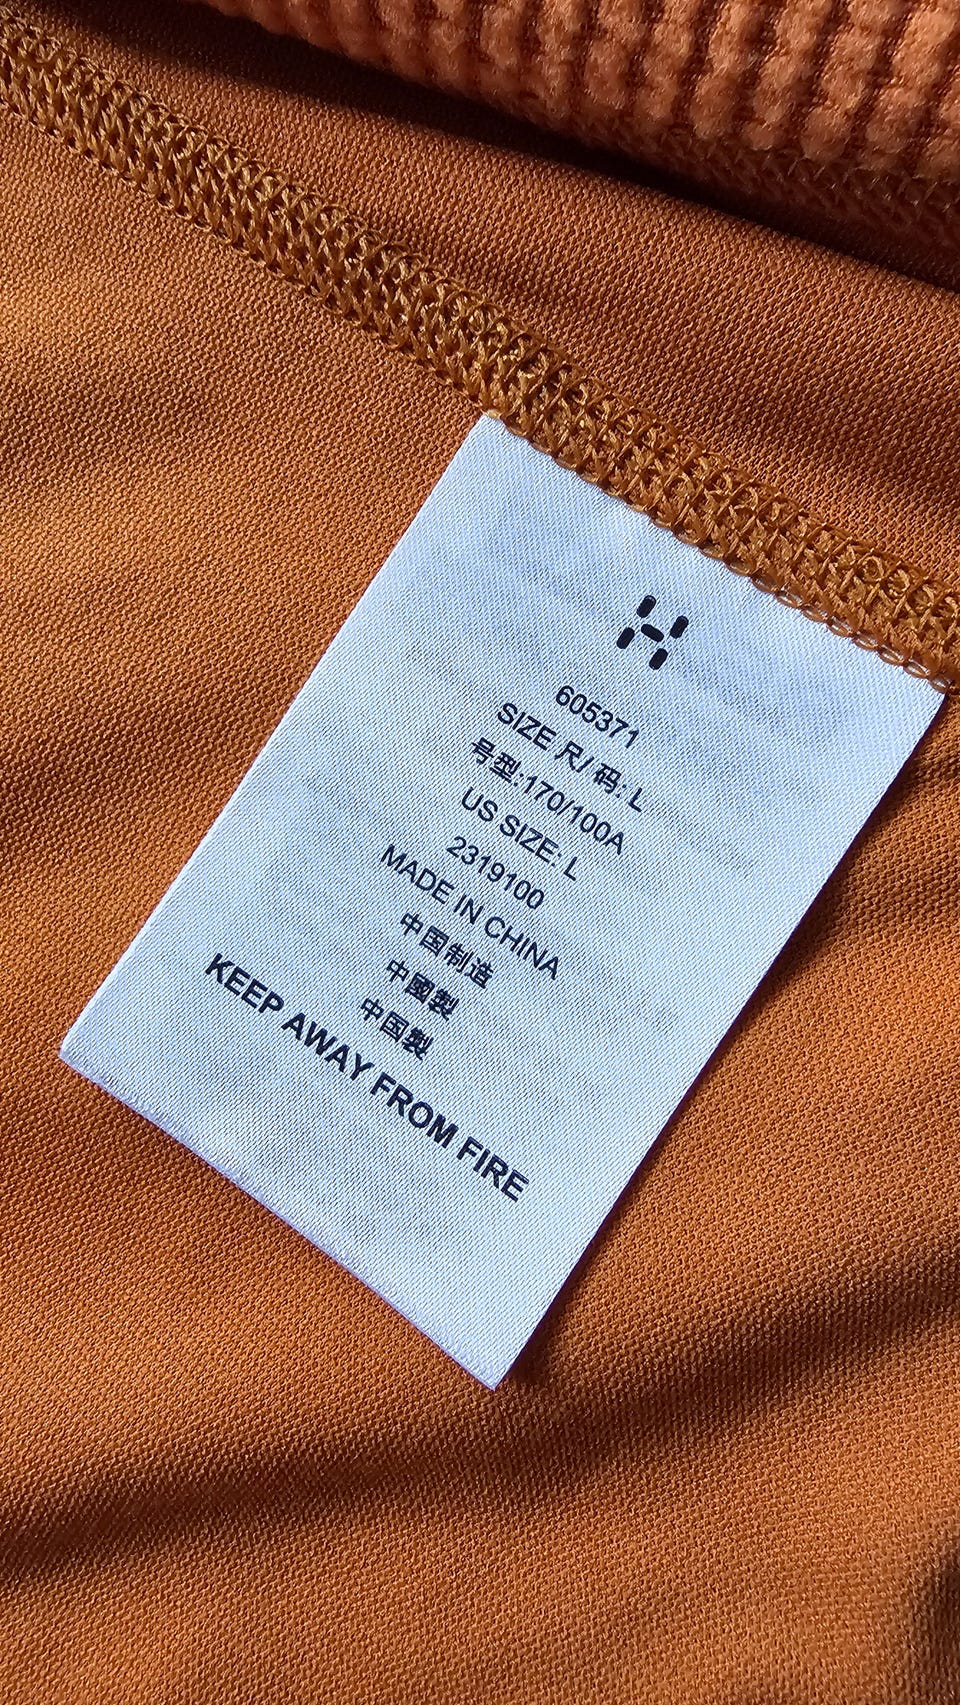 605371
SIZE 尺/ 码: L
号型:170/100A
US SIZE: L
2319100
MADE IN CHINA
中国制造
中國製
中国製
KEEP AWAY FROM FIRE